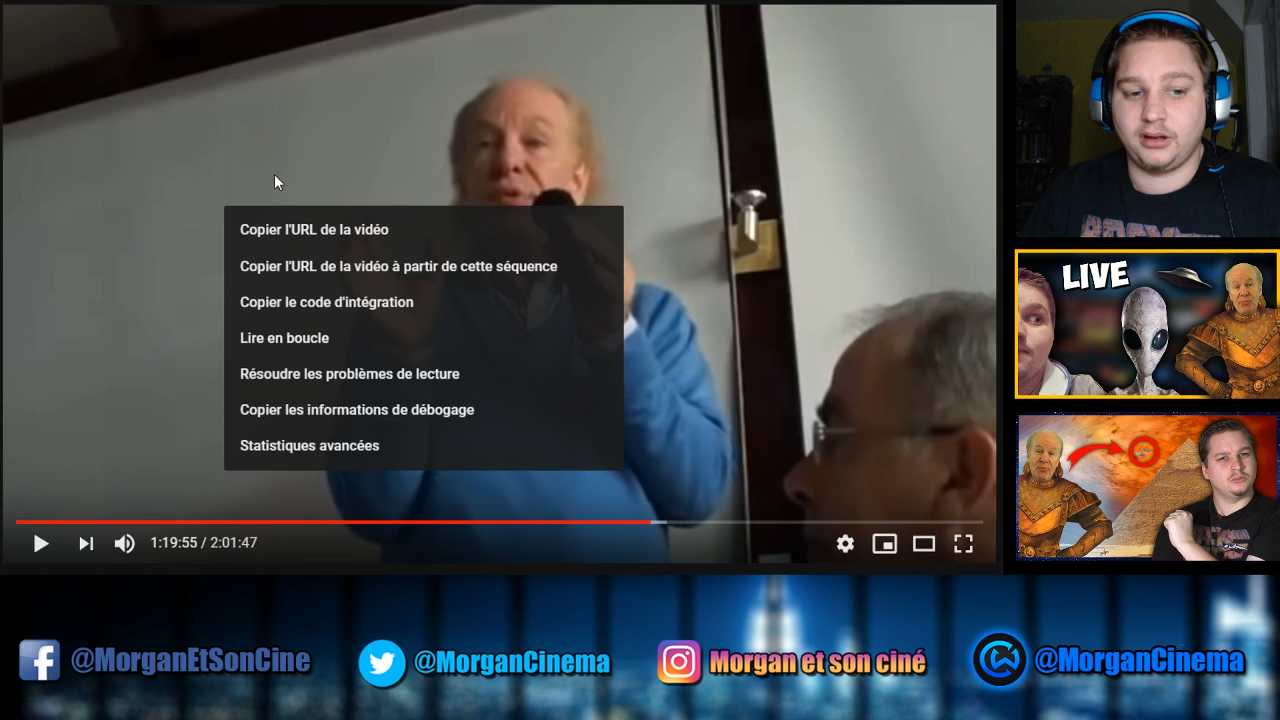 Copier l'URL de la vidéo
Copier l'URL de la vidéo à partir de cette séquence
Copier le code d'intégration
Lire en boucle
Résoudre les problèmes de lecture
Copier les informations de débogage
Statistiques avancées
1:19:55 / 2:01:47
LIVE
@MorganEtSonCine
@MorganCinema
Morgan et son ciné
@MorganCinema